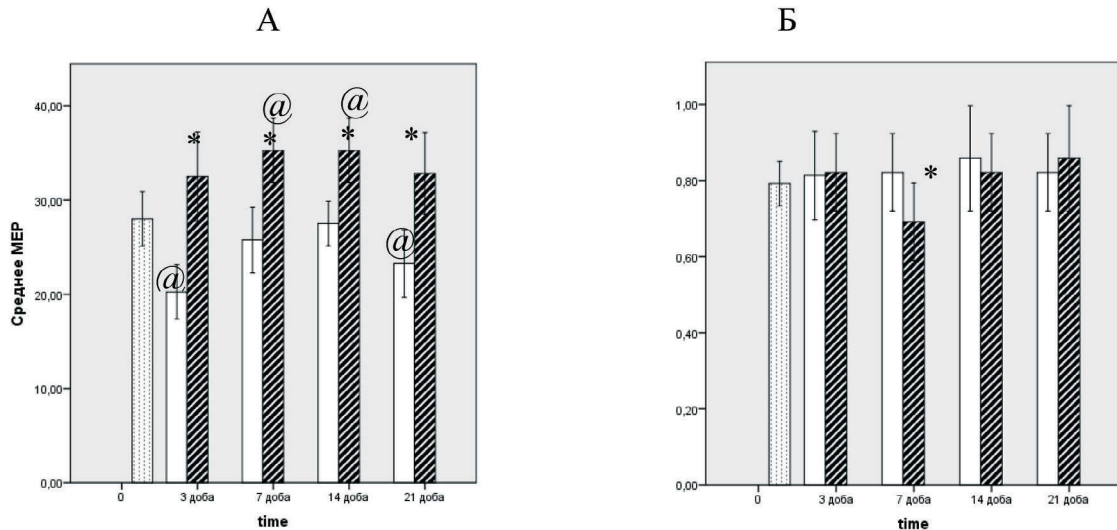 А
Б
Среднее MEP
40,00
30,00
20,00
10,00
0,00
@
*
@
*
@
*
@
*
0
3 доба
7 доба
14 доба
21 доба
time
1,00
0,80
0,60
0,40
0,20
0,00
*
0
3 доба
7 доба
14 доба
21 доба
time